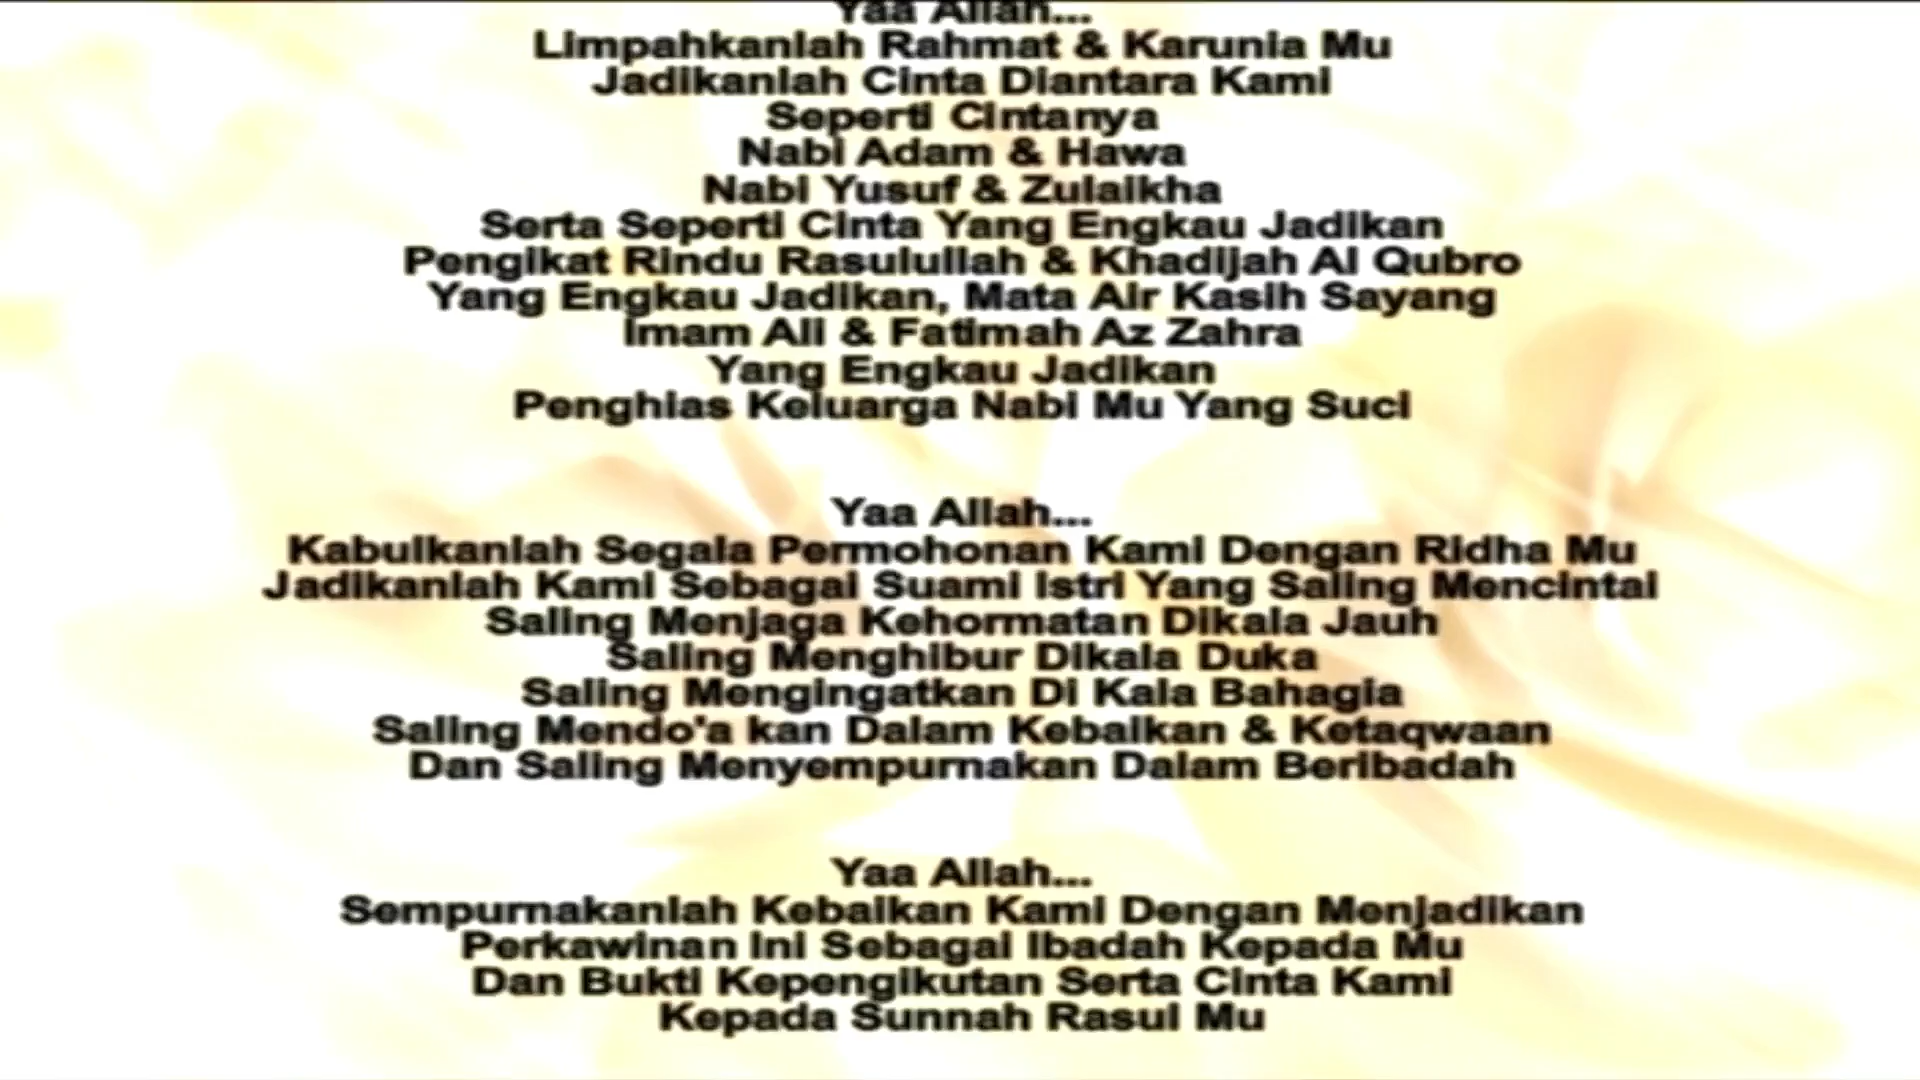 Yaa Allah...
Limpahkanlah Rahmat & Karunia Mu
Jadikanlah Cinta Diantara Kami
Seperti Cintanya
Nabi Adam & Hawa
Nabi Yusuf & Zulaikha
Serta Seperti Cinta Yang Engkau Jadikan
Pengikat Rindu Rasulullah & Khadijah Al Qubro
Yang Engkau Jadikan, Mata Air Kasih Sayang
Imam Ali & Fatimah Az Zahra
Yang Engkau Jadikan
Penghias Keluarga Nabi Mu Yang Suci
Yaa Allah...
Kabulkanlah Segala Permohonan Kami Dengan Ridha Mu
Jadikanlah Kami Sebagai Suami Istri Yang Saling Mencintai
Saling Menjaga Kehormatan Dikala Jauh
Saling Menghibur Dikala Duka
Saling Mengingatkan Di Kala Bahagia
Saling Mendo'a kan Dalam Kebaikan & Ketaqwaan
Dan Saling Menyempurnakan Dalam Beribadah
Yaa Allah...
Sempurnakanlah Kebaikan Kami Dengan Menjadikan
Perkawinan Ini Sebagai Ibadah Kepada Mu
Dan Bukti Kepengikutan Serta Cinta Kami
Kepada Sunnah Rasul Mu